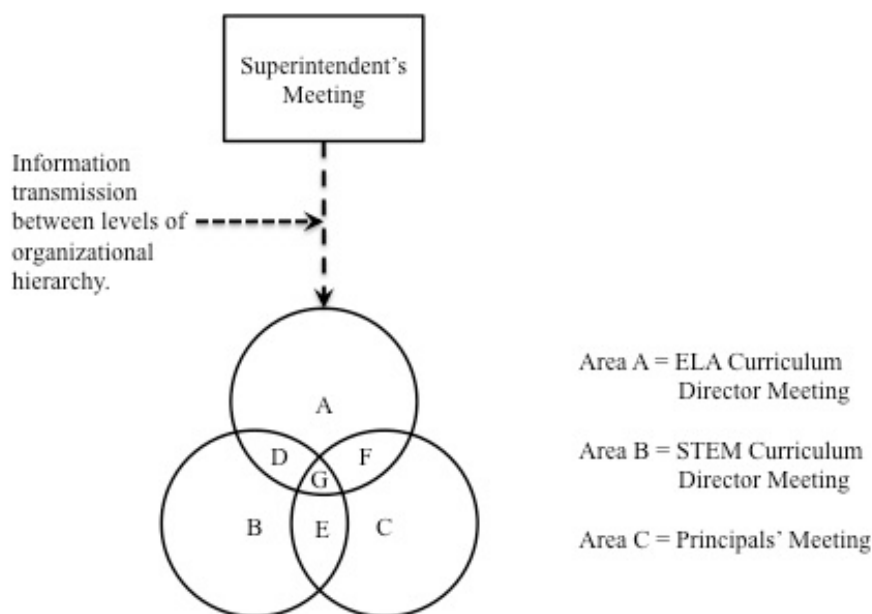 Superintendent's
Meeting
Information
transmission
between levels of
organizational
hierarchy.
A
D
F
G
B
E
C
Area A = ELA Curriculum
Director Meeting
Area B = STEM Curriculum
Director Meeting
Area C = Principals' Meeting